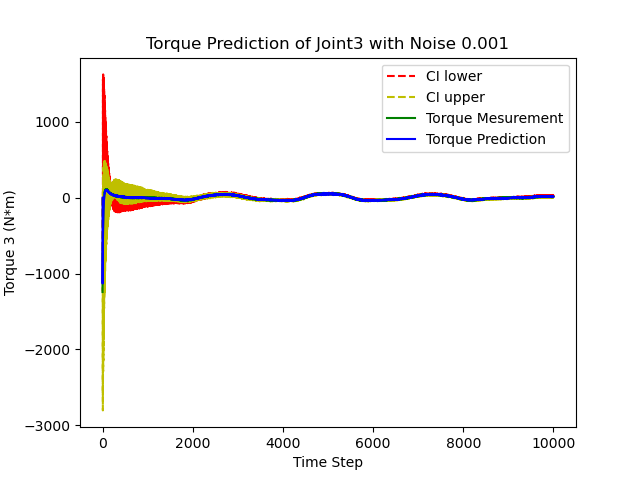 Torque Prediction of Joint3 with Noise 0.001
CI lower
CI upper
Torque Mesurement
Torque Prediction
1000
0
−1000
−2000
−3000
Torque 3 (N*m)
0 2000 4000 6000 8000 10000
Time Step